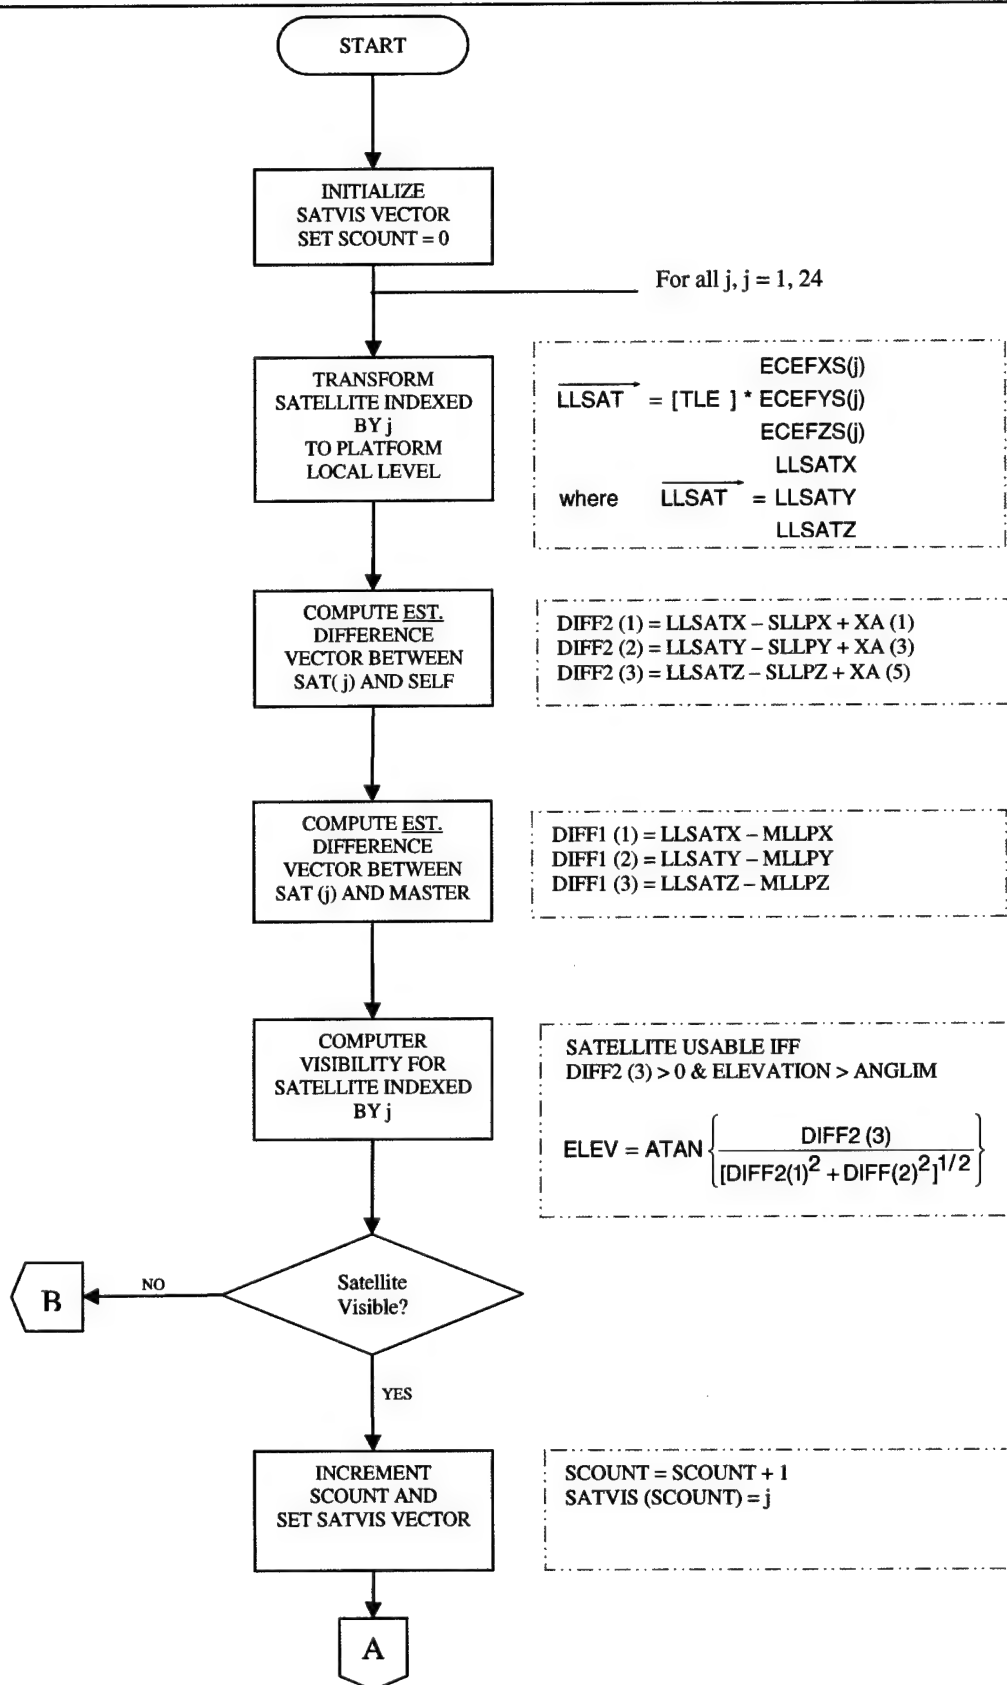 START
INITIALIZE
SATVIS VECTOR
SET SCOUNT = 0
For all j, j = 1, 24
TRANSFORM
SATELLITE INDEXED
BY j
TO PLATFORM
LOCAL LEVEL
ECEFXS(j)
LLSAT = [TLE ] * ECEFYS(j)
ECEFZS(j)
LLSATX
where LLSAT = LLSATY
LLSATZ
COMPUTE EST.
DIFFERENCE
VECTOR BETWEEN
SAT( j) AND SELF
DIFF2 (1) = LLSATX – SLLPX + XA (1)
DIFF2 (2) = LLSATY – SLLPY + XA (3)
DIFF2 (3) = LLSATZ – SLLPZ + XA (5)
COMPUTE EST.
DIFFERENCE
VECTOR BETWEEN
SAT (j) AND MASTER
DIFF1 (1) = LLSATX – MLLPX
DIFF1 (2) = LLSATY – MLLPY
DIFF1 (3) = LLSATZ – MLLPZ
COMPUTER
VISIBILITY FOR
SATELLITE INDEXED
BY j
SATELLITE USABLE IFF
DIFF2 (3) > 0 & ELEVATION > ANGLIM
ELEV = ATAN { DIFF2 (3) / [DIFF2(1)^2 + DIFF(2)^2]^1/2 }
Satellite
Visible?
NO
B
YES
INCREMENT
SCOUNT AND
SET SATVIS VECTOR
SCOUNT = SCOUNT + 1
SATVIS (SCOUNT) = j
A